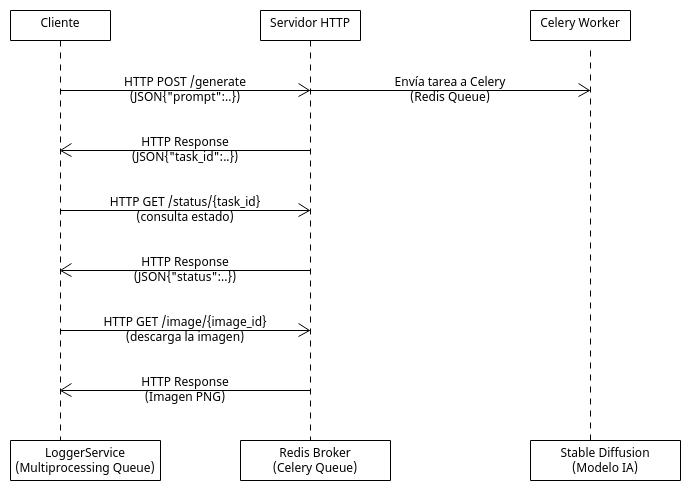 Cliente
Servidor HTTP
Celery Worker
HTTP POST /generate
(JSON{"prompt":..})
Envía tarea a Celery
(Redis Queue)
HTTP Response
(JSON{"task_id":..})
HTTP GET /status/{task_id}
(consulta estado)
HTTP Response
(JSON{"status":..})
HTTP GET /image/{image_id}
(descarga la imagen)
HTTP Response
(Imagen PNG)
LoggerService
(Multiprocessing Queue)
Redis Broker
(Celery Queue)
Stable Diffusion
(Modelo IA)